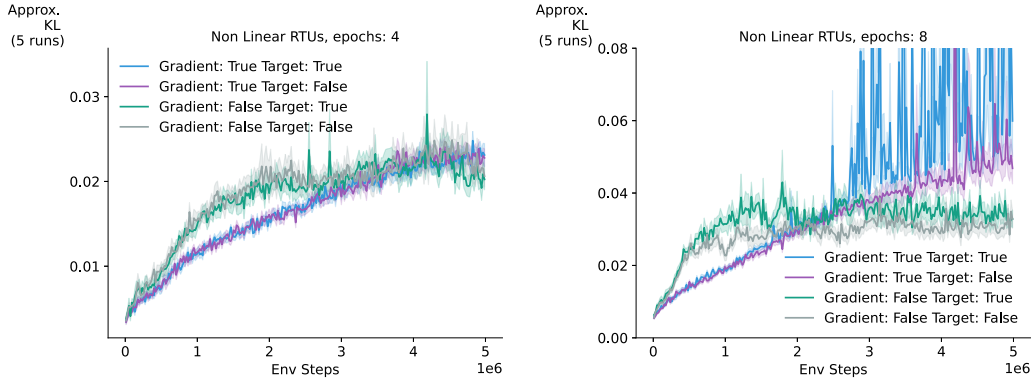 Approx.
KL
(5 runs)
Non Linear RTUs, epochs: 4
Gradient: True Target: True
Gradient: True Target: False
Gradient: False Target: True
Gradient: False Target: False
0.03
0.02
0.01
0
1
2
3
4
5
1e6
Env Steps
Approx.
KL
(5 runs)
Non Linear RTUs, epochs: 8
0.08
0.06
0.04
0.02
0.00
Gradient: True Target: True
Gradient: True Target: False
Gradient: False Target: True
Gradient: False Target: False
0
1
2
3
4
5
1e6
Env Steps